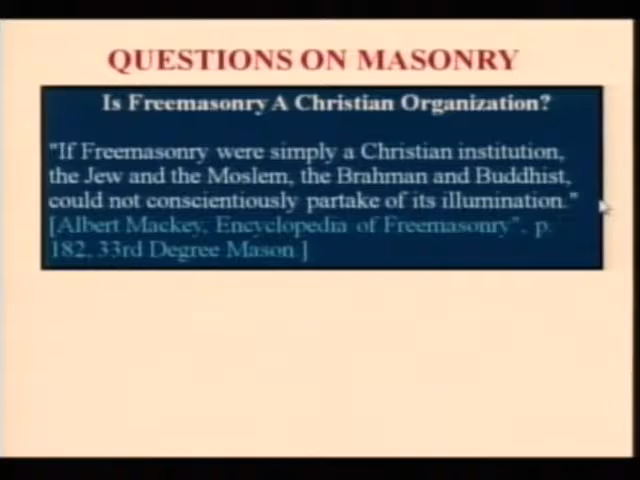 QUESTIONS ON MASONRY
Is Freemasonry A Christian Organization?
"If Freemasonry were simply a Christian institution,
the Jew and the Moslem, the Brahman and Buddhist,
could not conscientiously partake of its illumination."
[Albert Mackey, Encyclopedia of Freemasonry", p.
182, 33rd Degree Mason.]